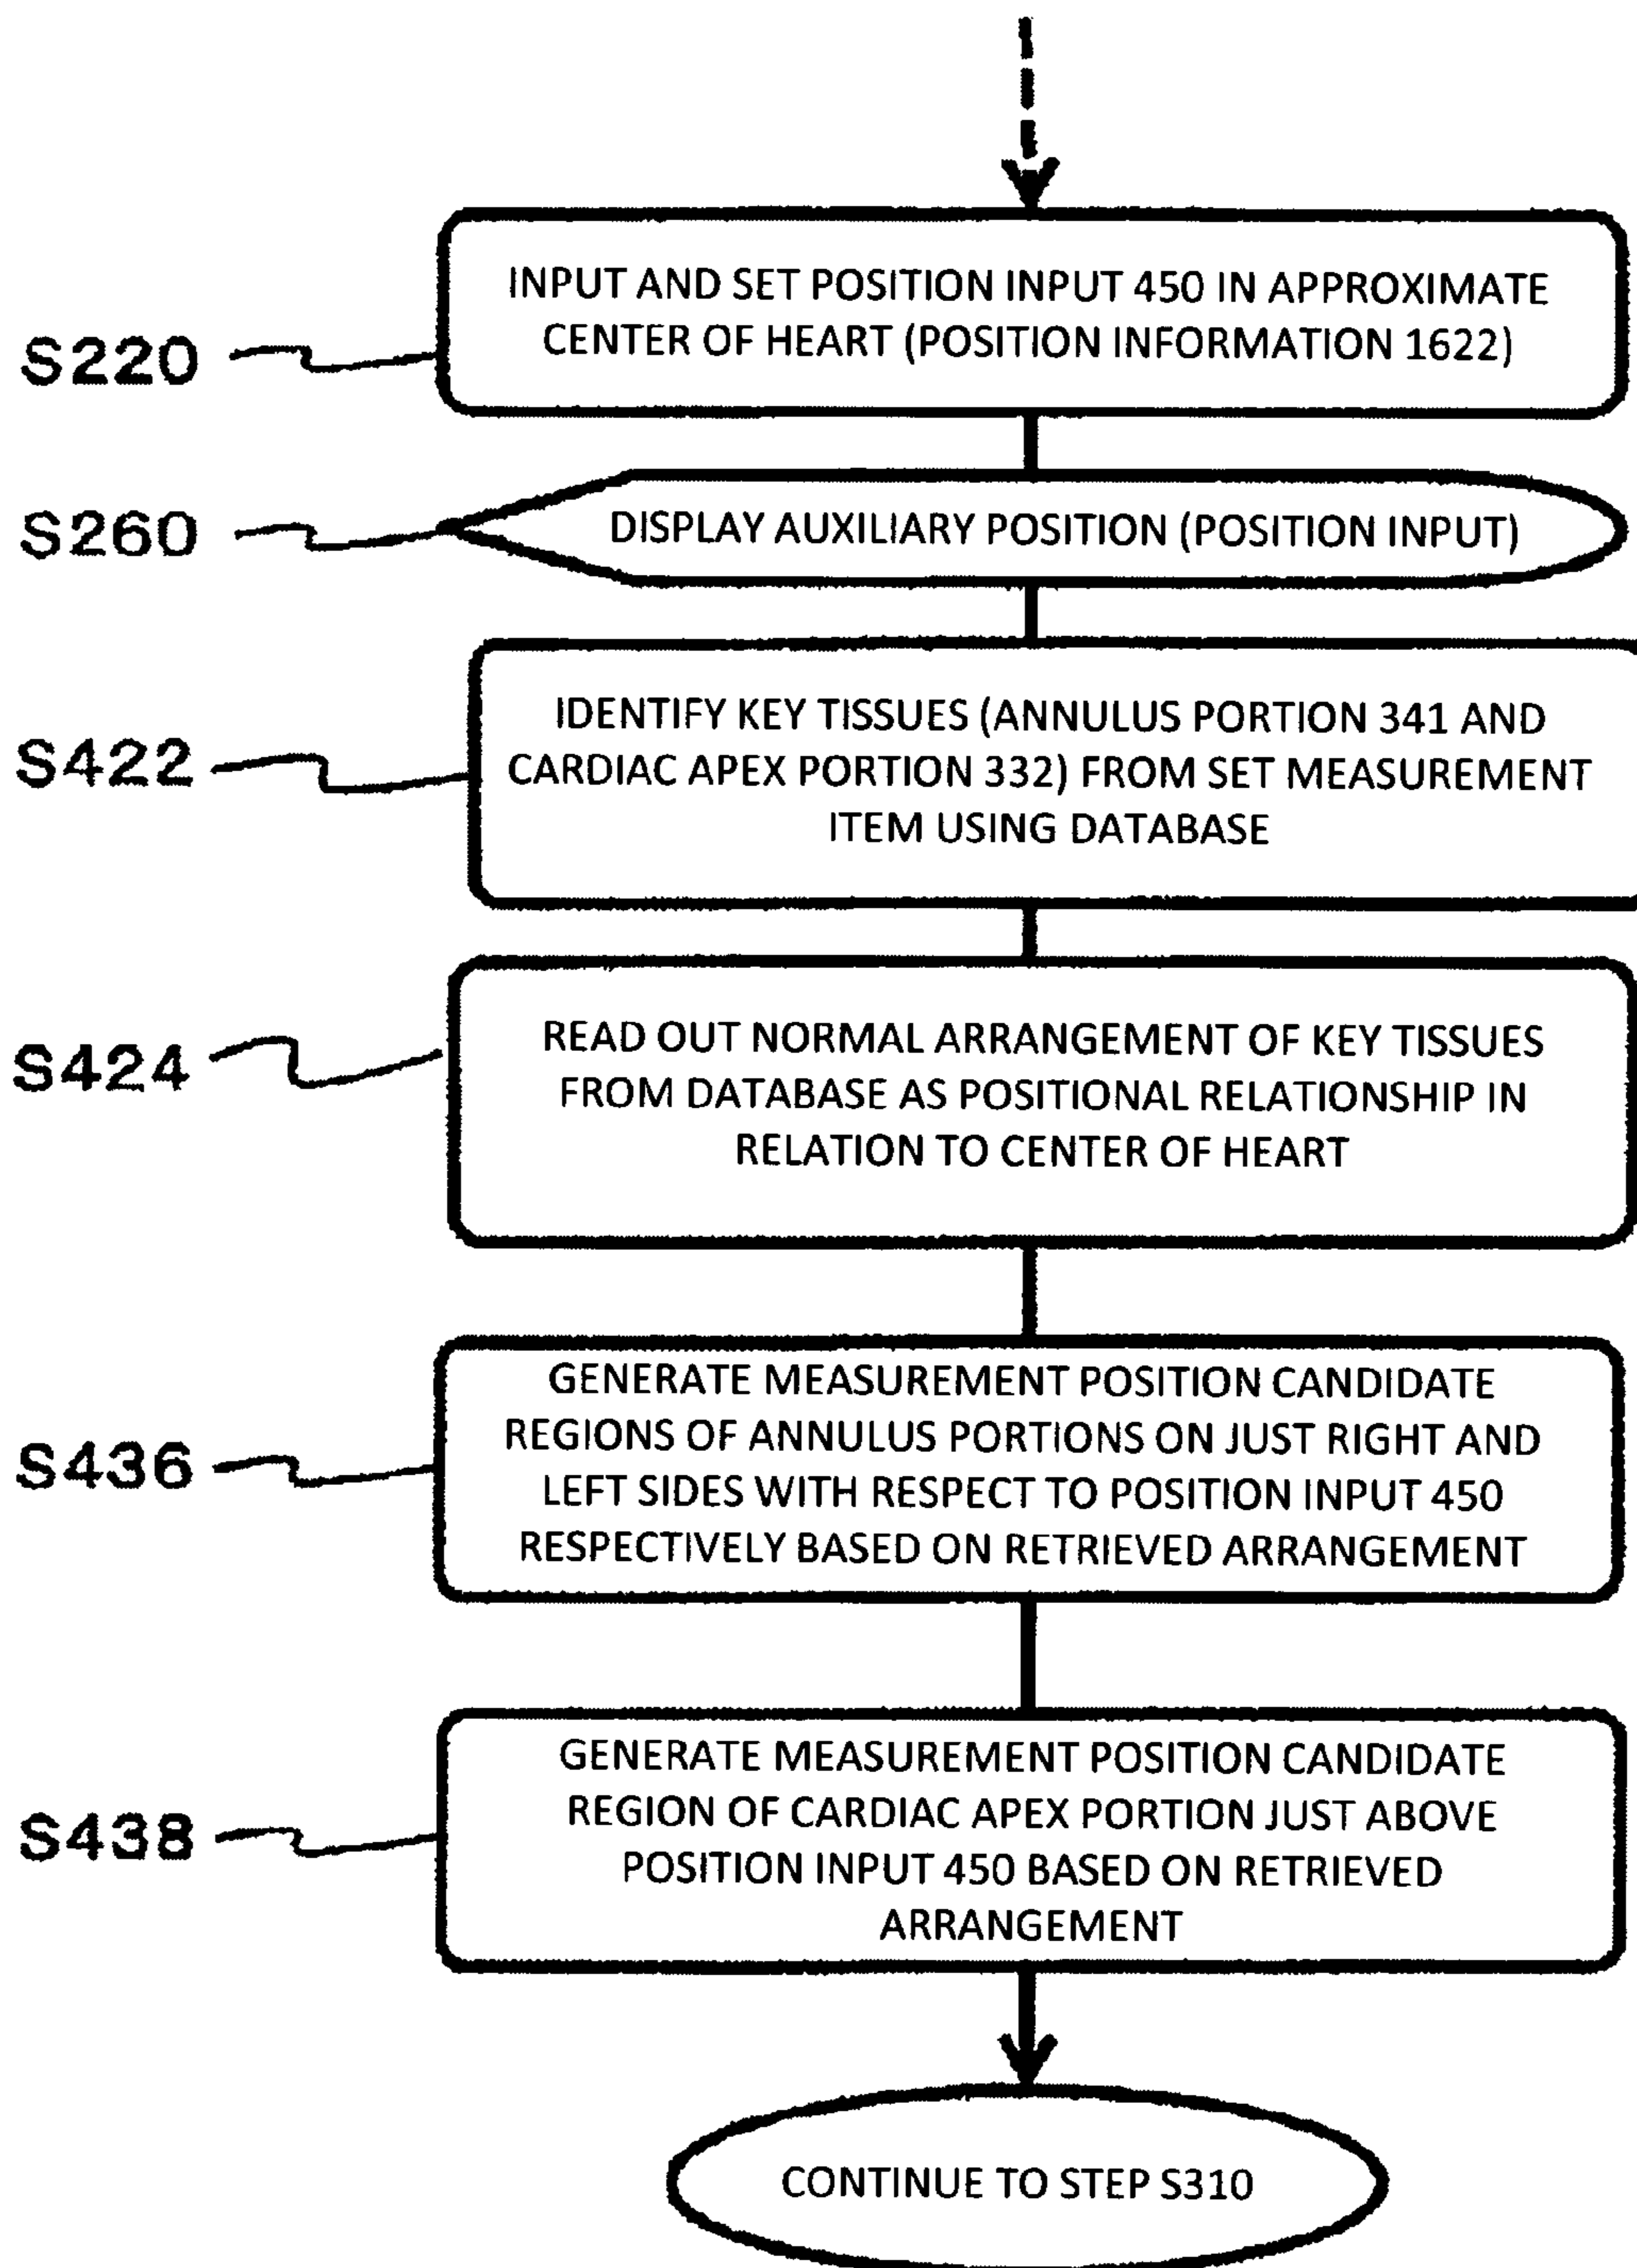 S220
INPUT AND SET POSITION INPUT 450 IN APPROXIMATE
CENTER OF HEART (POSITION INFORMATION 1622)
S260
DISPLAY AUXILIARY POSITION (POSITION INPUT)
S422
IDENTIFY KEY TISSUES (ANNULUS PORTION 341 AND
CARDIAC APEX PORTION 332) FROM SET MEASUREMENT
ITEM USING DATABASE
S424
READ OUT NORMAL ARRANGEMENT OF KEY TISSUES
FROM DATABASE AS POSITIONAL RELATIONSHIP IN
RELATION TO CENTER OF HEART
S436
GENERATE MEASUREMENT POSITION CANDIDATE
REGIONS OF ANNULUS PORTIONS ON JUST RIGHT AND
LEFT SIDES WITH RESPECT TO POSITION INPUT 450
RESPECTIVELY BASED ON RETRIEVED ARRANGEMENT
S438
GENERATE MEASUREMENT POSITION CANDIDATE
REGION OF CARDIAC APEX PORTION JUST ABOVE
POSITION INPUT 450 BASED ON RETRIEVED
ARRANGEMENT
CONTINUE TO STEP S310